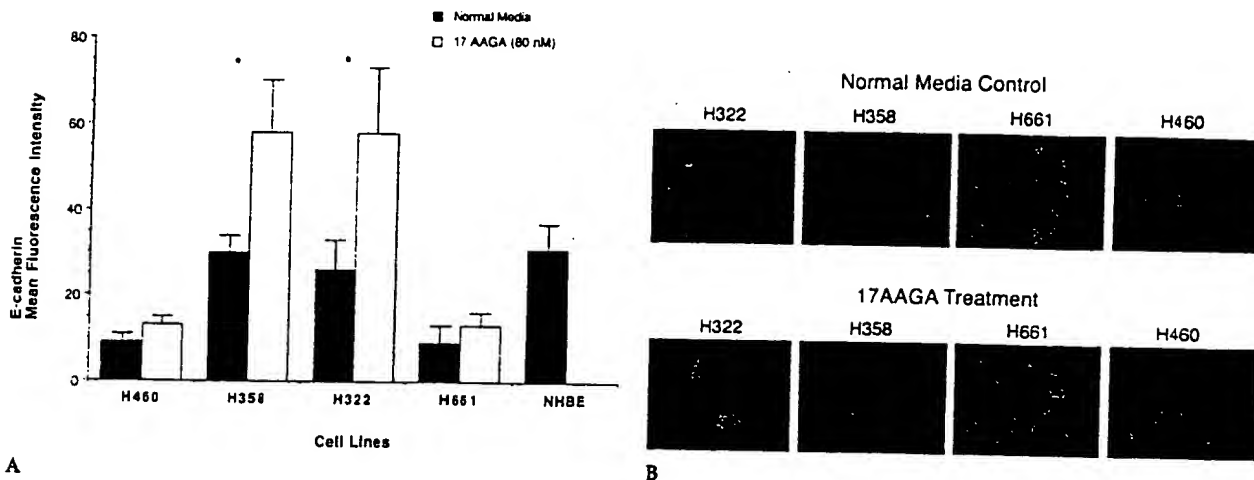 Normal Media
17 AAGA (80 nM)
80
60
40
20
0
E-cadherin
Mean Fluorescence Intensity
H460
H358
H322
H661
NHBE
Cell Lines
A
Normal Media Control
H322
H358
H661
H460
17AAGA Treatment
H322
H358
H661
H460
B